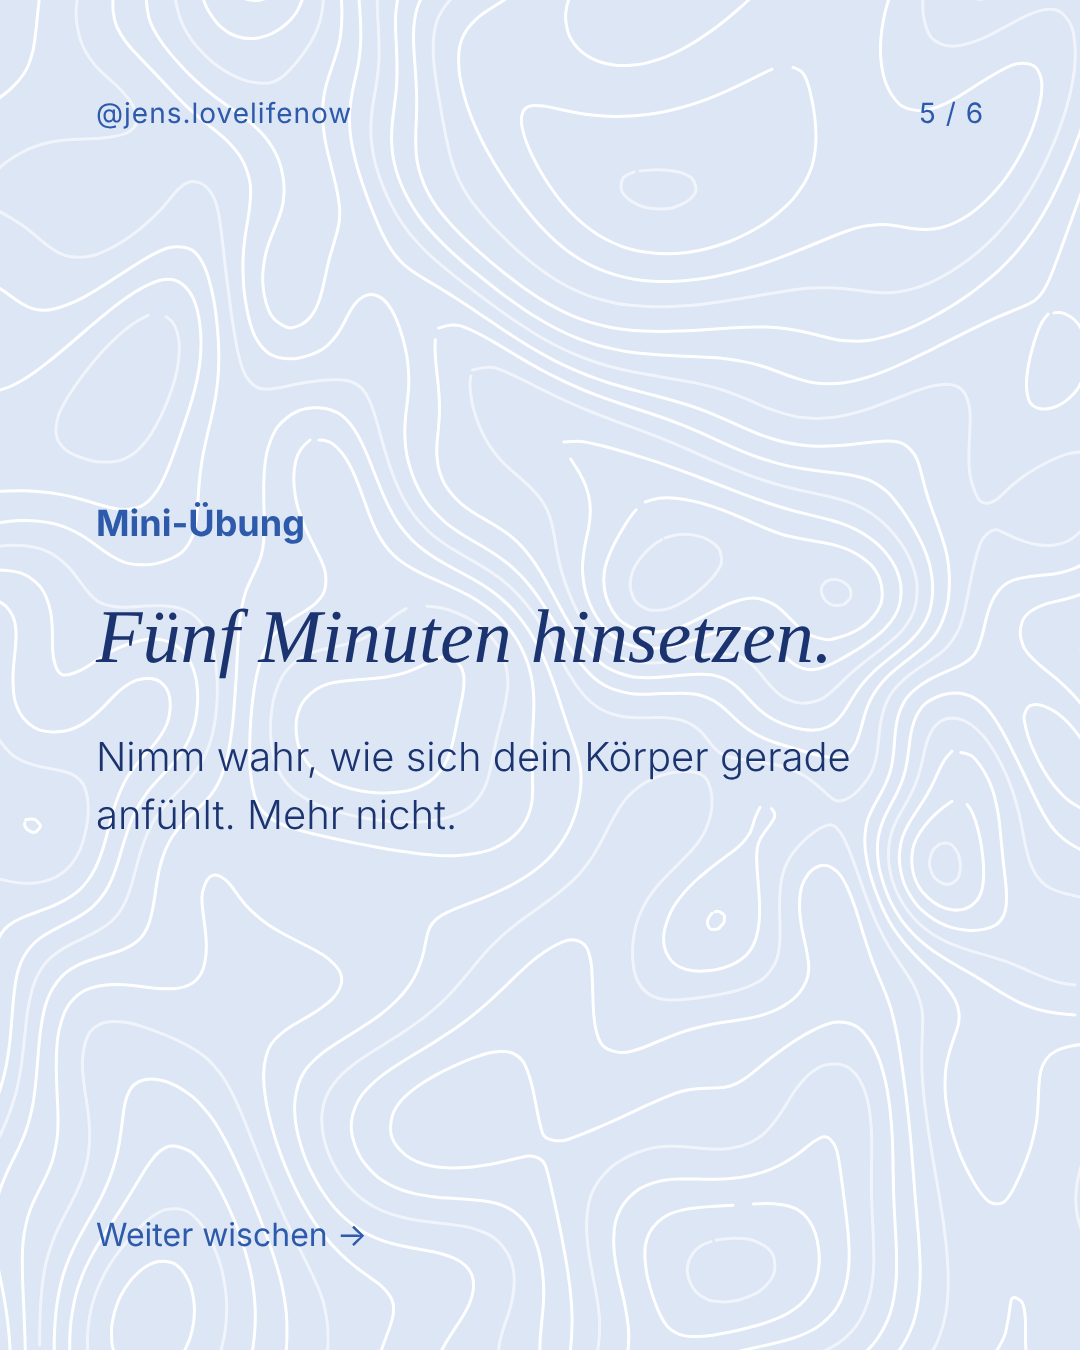 @jens.lovelifenow
5 / 6
Mini-Übung
Fünf Minuten hinsetzen.
Nimm wahr, wie sich dein Körper gerade
anfühlt. Mehr nicht.
Weiter wischen →